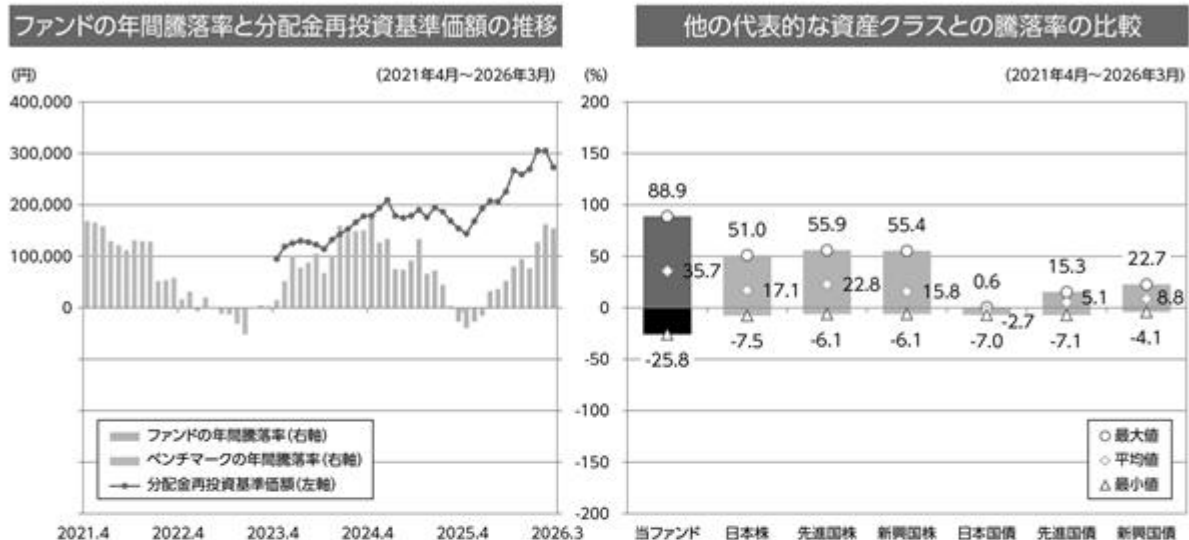 ファンドの年間騰落率と分配金再投資基準価額の推移
(円)
(2021年4月～2026年3月)
400,000
300,000
200,000
100,000
0
ファンドの年間騰落率(右軸)
ベンチマークの年間騰落率(右軸)
分配金再投資基準価額(左軸)
2021.4 2022.4 2023.4 2024.4 2025.4 2026.3
他の代表的な資産クラスとの騰落率の比較
(%)
(2021年4月～2026年3月)
200
150
100
50
0
-50
-100
-150
-200
88.9 51.0 55.9 55.4 0.6 15.3 22.7
35.7 17.1 22.8 15.8 -2.7 5.1 8.8
-25.8 -7.5 -6.1 -6.1 -7.0 -7.1 -4.1
最大値
平均値
最小値
当ファンド 日本株 先進国株 新興国株 日本国債 先進国債 新興国債